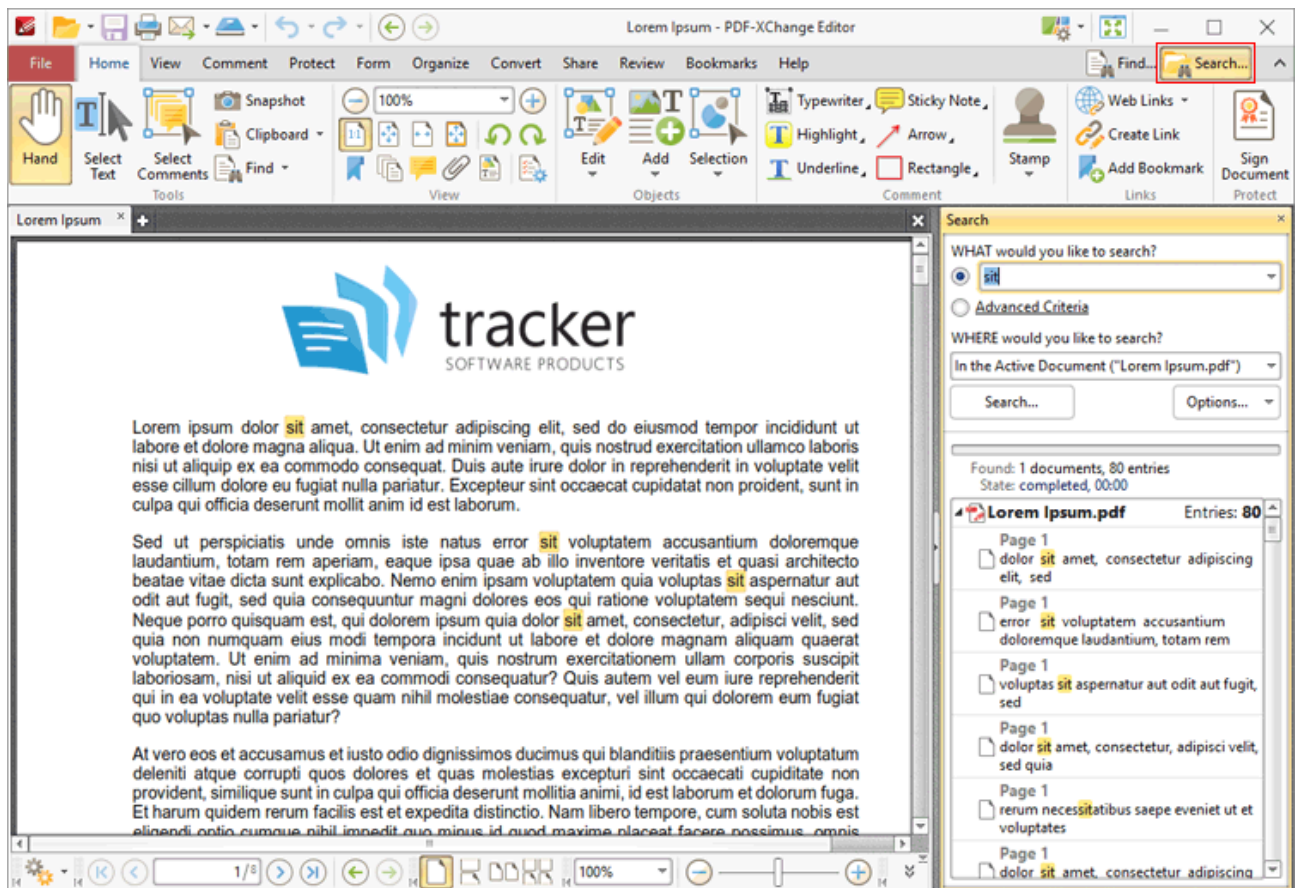 Lorem Ipsum - PDF-XChange Editor
File Home View Comment Protect Form Organize Convert Share Review Bookmarks Help Find... Search...
Hand
Select Text
Select Comments
Snapshot
Clipboard
Find
Tools
100%
1:1
View
Edit
Add
Selection
Objects
Typewriter Sticky Note
Highlight Arrow
Underline Rectangle
Stamp
Comment
Web Links
Create Link
Add Bookmark
Links
Sign Document
Protect
Lorem Ipsum
tracker
SOFTWARE PRODUCTS
Lorem ipsum dolor sit amet, consectetur adipiscing elit, sed do eiusmod tempor incididunt ut
labore et dolore magna aliqua. Ut enim ad minim veniam, quis nostrud exercitation ullamco laboris
nisi ut aliquip ex ea commodo consequat. Duis aute irure dolor in reprehenderit in voluptate velit
esse cillum dolore eu fugiat nulla pariatur. Excepteur sint occaecat cupidatat non proident, sunt in
culpa qui officia deserunt mollit anim id est laborum.
Sed ut perspiciatis unde omnis iste natus error sit voluptatem accusantium doloremque
laudantium, totam rem aperiam, eaque ipsa quae ab illo inventore veritatis et quasi architecto
beatae vitae dicta sunt explicabo. Nemo enim ipsam voluptatem quia voluptas sit aspernatur aut
odit aut fugit, sed quia consequuntur magni dolores eos qui ratione voluptatem sequi nesciunt.
Neque porro quisquam est, qui dolorem ipsum quia dolor sit amet, consectetur, adipisci velit, sed
quia non numquam eius modi tempora incidunt ut labore et dolore magnam aliquam quaerat
voluptatem. Ut enim ad minima veniam, quis nostrum exercitationem ullam corporis suscipit
laboriosam, nisi ut aliquid ex ea commodi consequatur? Quis autem vel eum iure reprehenderit
qui in ea voluptate velit esse quam nihil molestiae consequatur, vel illum qui dolorem eum fugiat
quo voluptas nulla pariatur?
At vero eos et accusamus et iusto odio dignissimos ducimus qui blanditiis praesentium voluptatum
deleniti atque corrupti quos dolores et quas molestias excepturi sint occaecati cupiditate non
provident, similique sunt in culpa qui officia deserunt mollitia animi, id est laborum et dolorum fuga.
Et harum quidem rerum facilis est et expedita distinctio. Nam libero tempore, cum soluta nobis est
eligendi optio cumque nihil impedit quo minus id quod maxime placeat facere possimus, omnis
Search
WHAT would you like to search?
sit
Advanced Criteria
WHERE would you like to search?
In the Active Document ("Lorem Ipsum.pdf")
Search... Options...
Found: 1 documents, 80 entries
State: completed, 00:00
Lorem Ipsum.pdf Entries: 80
Page 1
dolor sit amet, consectetur adipiscing
elit, sed
Page 1
error sit voluptatem accusantium
doloremque laudantium, totam rem
Page 1
voluptas sit aspernatur aut odit aut fugit,
sed
Page 1
dolor sit amet, consectetur, adipisci velit,
sed quia
Page 1
rerum necessitatibus saepe eveniet ut et
voluptates
Page 1
dolor sit amet, consectetur adipiscing
1/8 100%